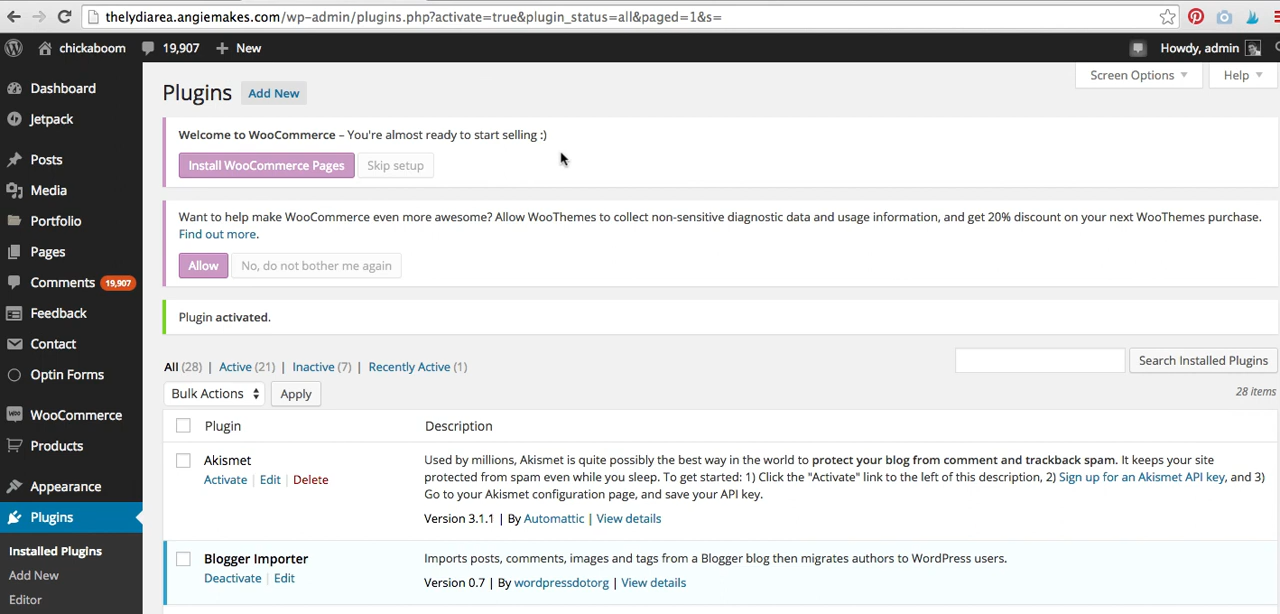 thelydiarea.angiemakes.com/wp-admin/plugins.php?activate=true&plugin_status=all&paged=1&s=
chickaboom 19,907 New Howdy, admin
Screen Options Help
Plugins Add New
Dashboard
Jetpack
Posts
Media
Portfolio
Pages
Comments 19,907
Feedback
Contact
Optin Forms
WooCommerce
Products
Appearance
Plugins
Installed Plugins
Add New
Editor
Welcome to WooCommerce – You're almost ready to start selling :)
Install WooCommerce Pages Skip setup
Want to help make WooCommerce even more awesome? Allow WooThemes to collect non-sensitive diagnostic data and usage information, and get 20% discount on your next WooThemes purchase.
Find out more.
Allow No, do not bother me again
Plugin activated.
All (28) | Active (21) | Inactive (7) | Recently Active (1)
Search Installed Plugins
Bulk Actions Apply
28 items
Plugin Description
Akismet
Activate | Edit | Delete
Used by millions, Akismet is quite possibly the best way in the world to protect your blog from comment and trackback spam. It keeps your site
protected from spam even while you sleep. To get started: 1) Click the "Activate" link to the left of this description, 2) Sign up for an Akismet API key, and 3)
Go to your Akismet configuration page, and save your API key.
Version 3.1.1 | By Automattic | View details
Blogger Importer
Deactivate | Edit
Imports posts, comments, images and tags from a Blogger blog then migrates authors to WordPress users.
Version 0.7 | By wordpressdotorg | View details